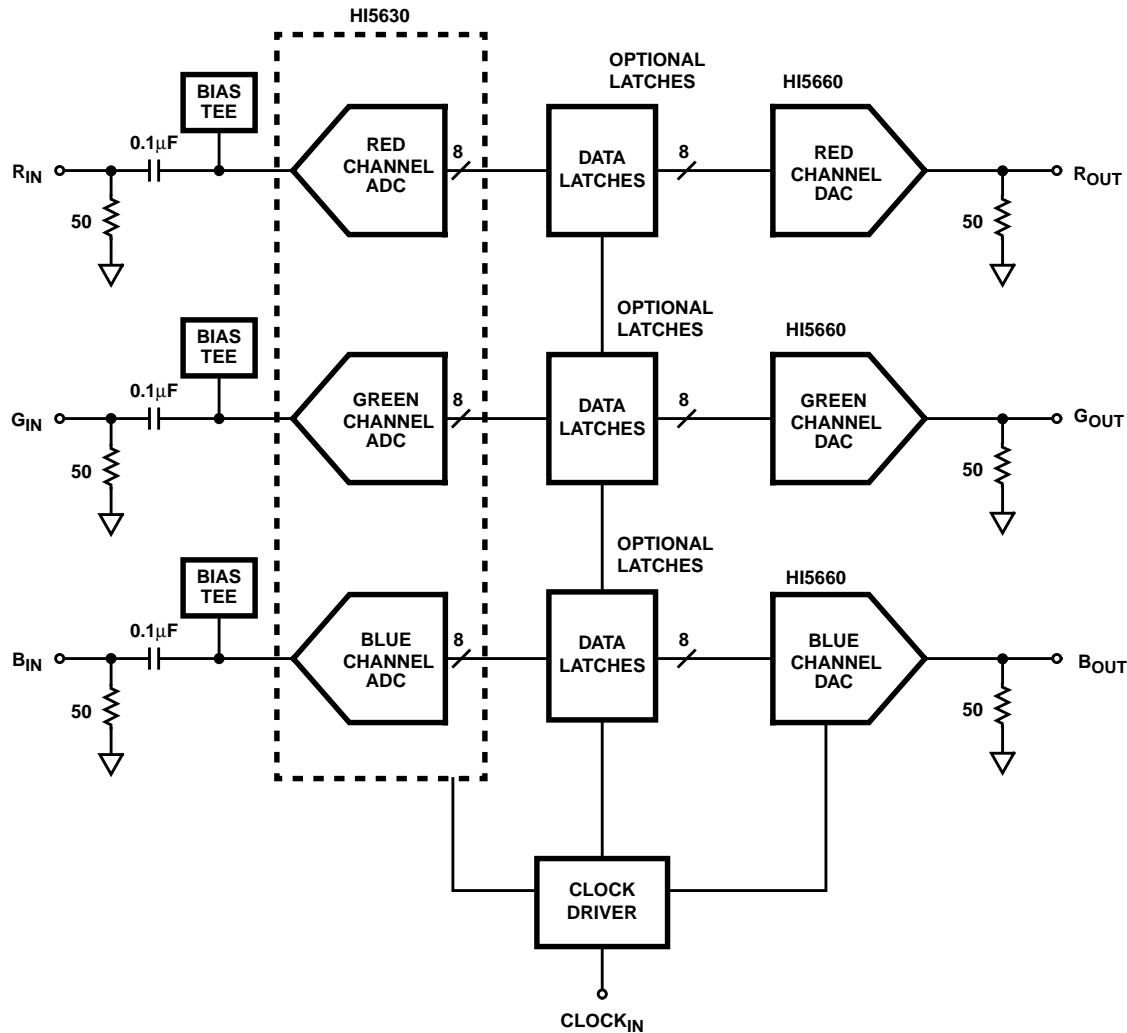 HI5630
OPTIONAL
LATCHES
HI5660
BIAS
TEE
0.1μF
RIN
50
RED
CHANNEL
ADC
8
DATA
LATCHES
8
RED
CHANNEL
DAC
ROUT
50
OPTIONAL
LATCHES
HI5660
BIAS
TEE
0.1μF
GIN
50
GREEN
CHANNEL
ADC
8
DATA
LATCHES
8
GREEN
CHANNEL
DAC
GOUT
50
OPTIONAL
LATCHES
HI5660
BIAS
TEE
0.1μF
BIN
50
BLUE
CHANNEL
ADC
8
DATA
LATCHES
8
BLUE
CHANNEL
DAC
BOUT
50
CLOCK
DRIVER
CLOCKIN